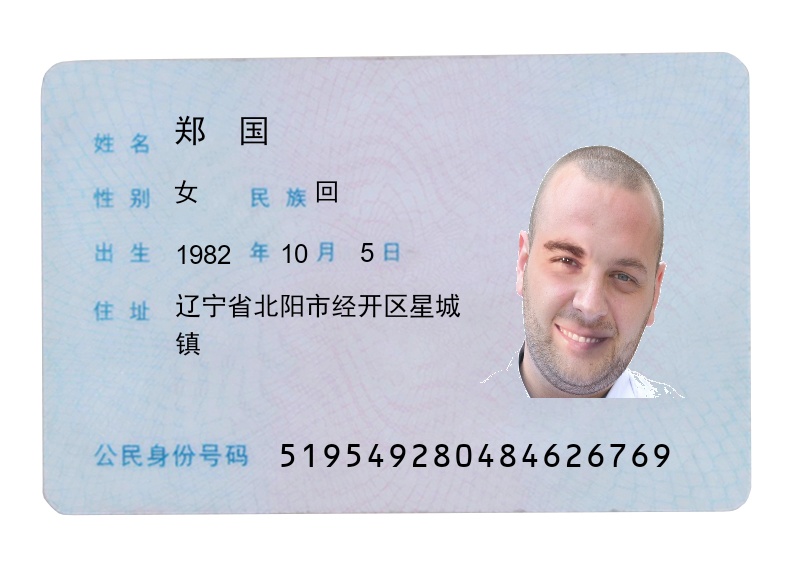 姓名 郑 国
性别 女 民族 回
出生 1982 年 10 月 5 日
住址 辽宁省北阳市经开区星城
镇
公民身份号码 519549280484626769